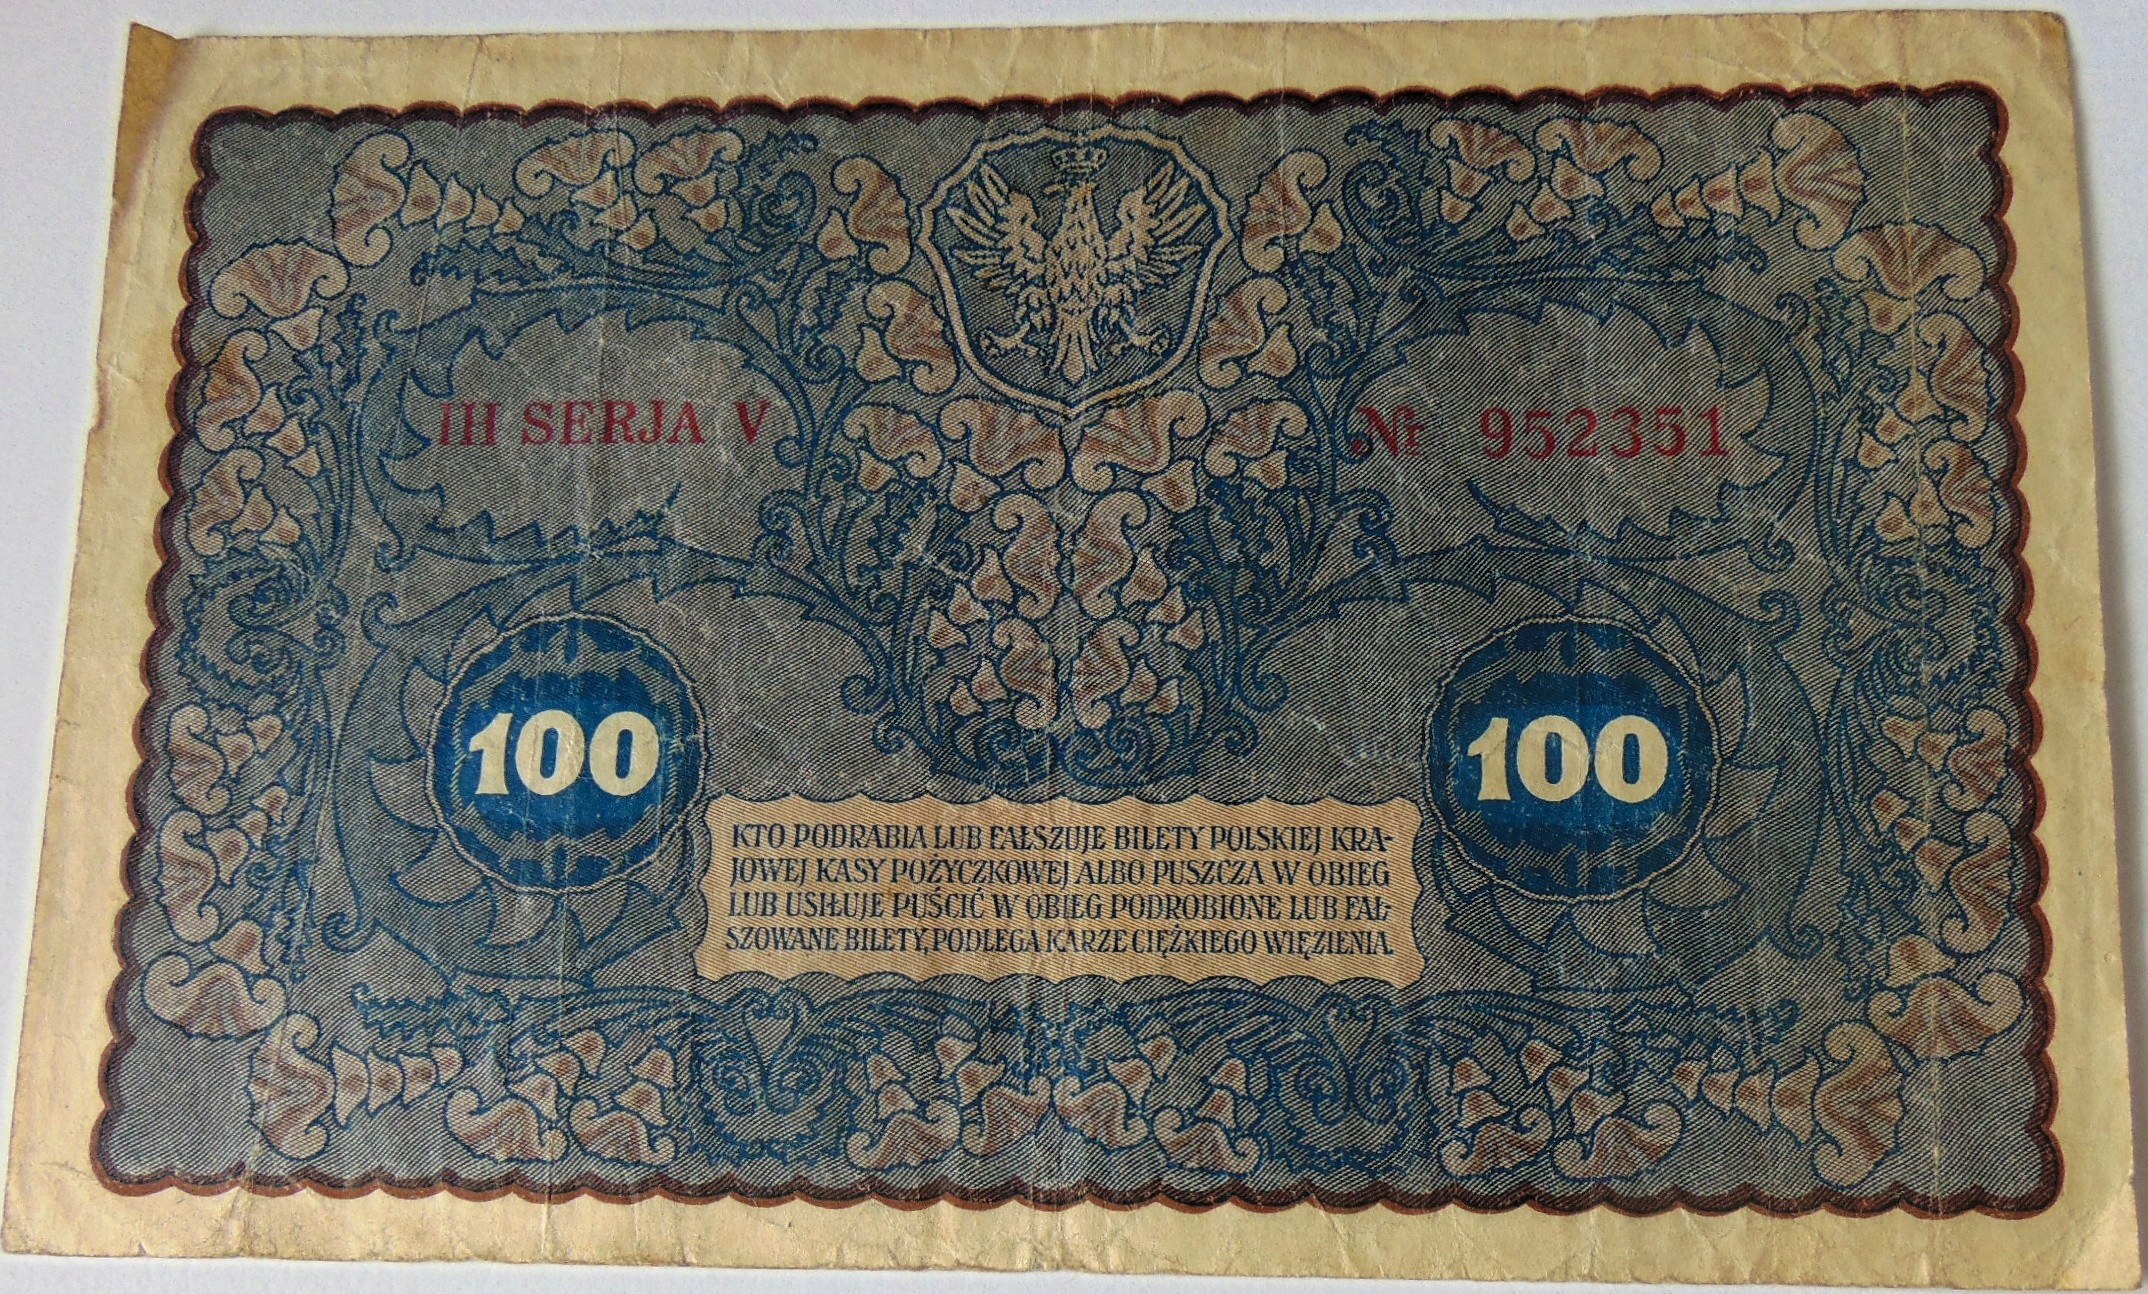 III SERJA V
№ 952351
100
100
KTO PODRABIA LUB FAŁSZUJE BILETY POLSKIEJ KRA-
JOWEJ KASY POŻYCZKOWEJ ALBO PUSZCZA W OBIEG
LUB USIŁUJE PUŚCIĆ W OBIEG PODROBIONE LUB FAŁ-
SZOWANE BILETY, PODLEGA KARZE CIĘŻKIEGO WIĘZIENIA.